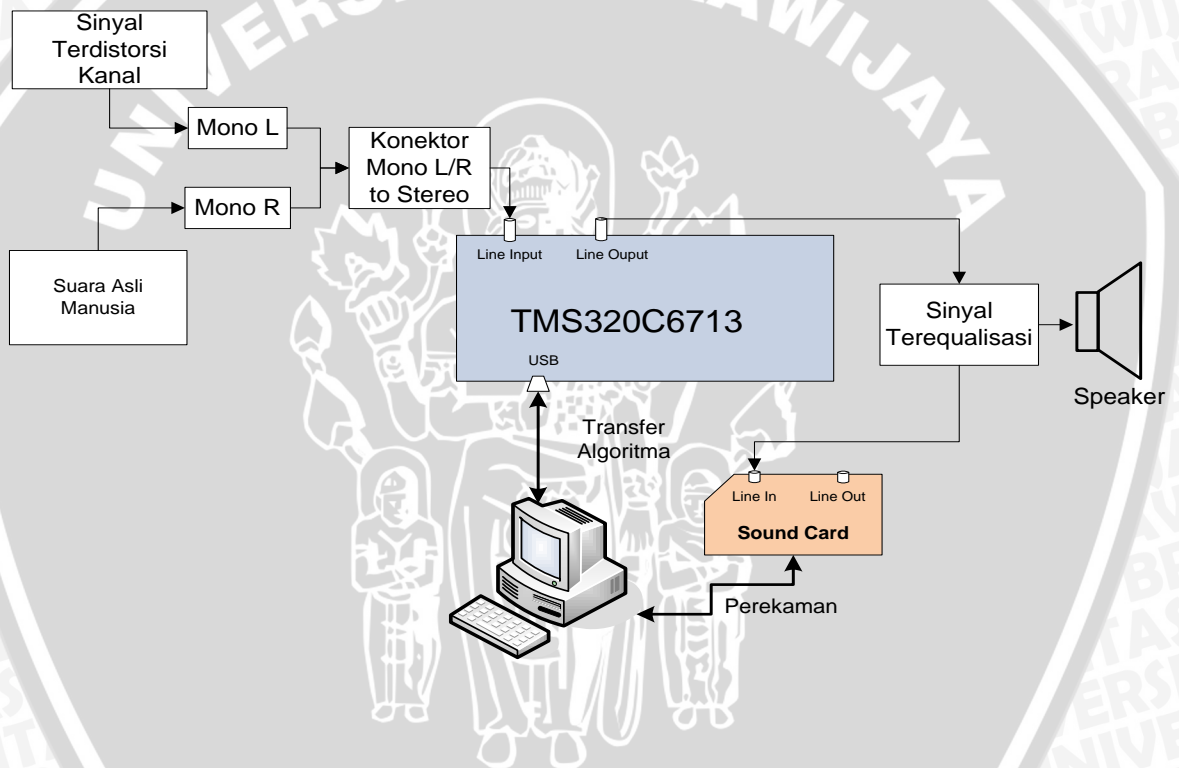 Sinyal
Terdistorsi
Kanal
Mono L
Mono R
Suara Asli
Manusia
Konektor
Mono L/R
to Stereo
Line Input
Line Ouput
TMS320C6713
USB
Sinyal
Terequalisasi
Speaker
Transfer
Algoritma
Line In
Line Out
Sound Card
Perekaman